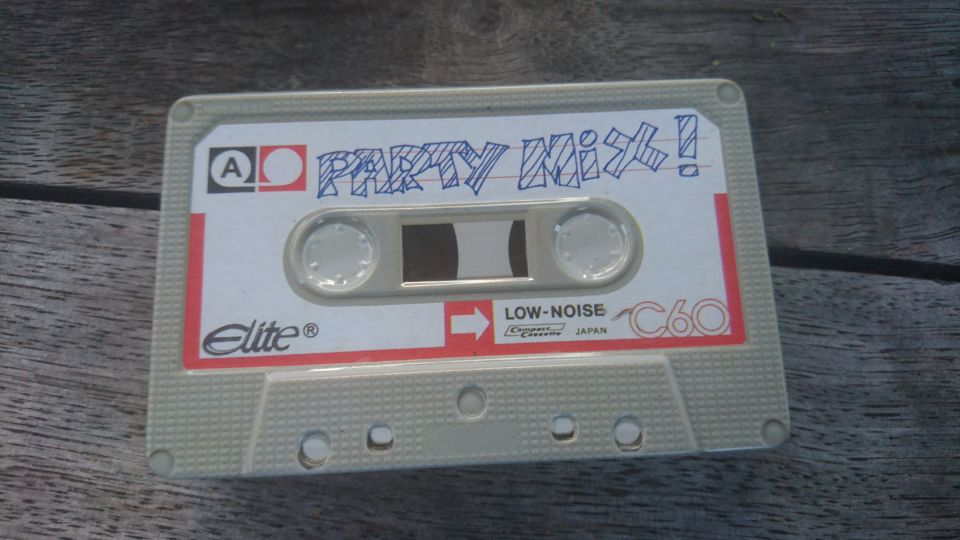 A PARTY MiX!
LOW-NOISE
Compact Cassette JAPAN C60
Elite®